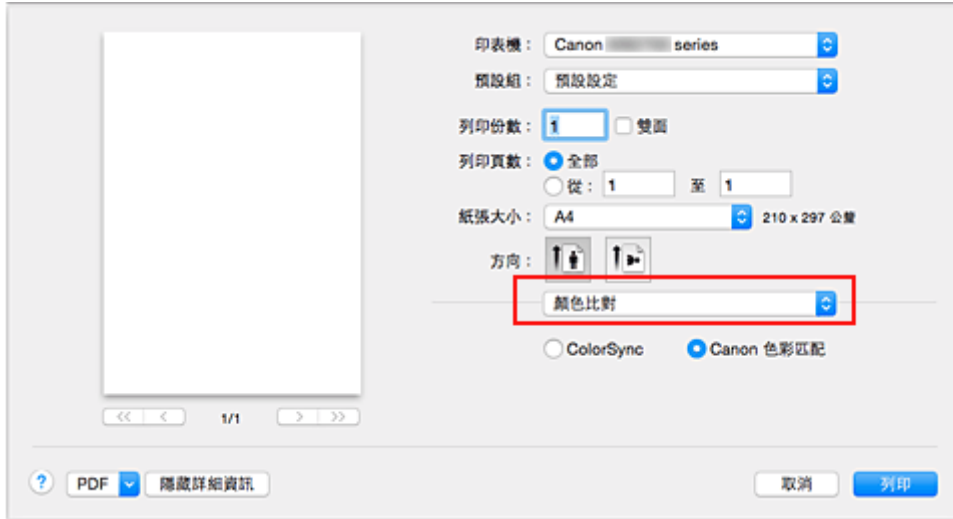 印表機： Canon series
預設組： 預設設定
列印份數： 1 雙面
列印頁數： 全部
從： 1 至 1
紙張大小： A4 210 x 297 公釐
方向：
顏色比對
ColorSync Canon 色彩匹配
1/1
? PDF 隱藏詳細資訊 取消 列印